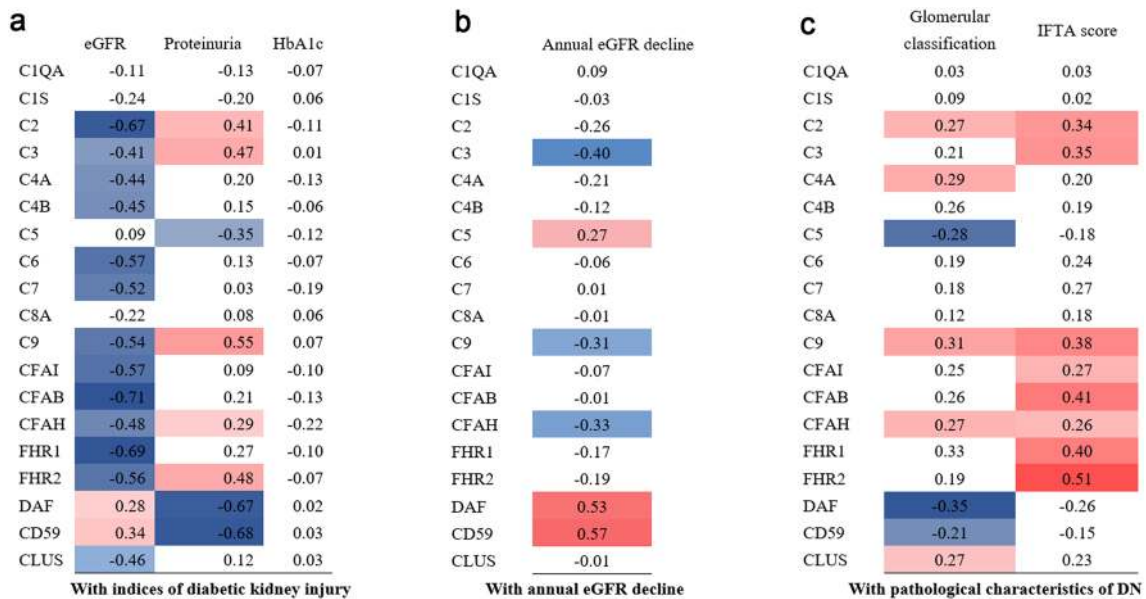 a
eGFR Proteinuria HbA1c
C1QA -0.11 -0.13 -0.07
C1S -0.24 -0.20 0.06
C2 -0.67 0.41 -0.11
C3 -0.41 0.47 0.01
C4A -0.44 0.20 -0.13
C4B -0.45 0.15 -0.06
C5 0.09 -0.35 -0.12
C6 -0.57 0.13 -0.07
C7 -0.52 0.03 -0.19
C8A -0.22 0.08 0.06
C9 -0.54 0.55 0.07
CFAI -0.57 0.09 -0.10
CFAB -0.71 0.21 -0.13
CFAH -0.48 0.29 -0.22
FHR1 -0.69 0.27 -0.10
FHR2 -0.56 0.48 -0.07
DAF 0.28 -0.67 0.02
CD59 0.34 -0.68 0.03
CLUS -0.46 0.12 0.03
With indices of diabetic kidney injury
b
Annual eGFR decline
C1QA 0.09
C1S -0.03
C2 -0.26
C3 -0.40
C4A -0.21
C4B -0.12
C5 0.27
C6 -0.06
C7 0.01
C8A -0.01
C9 -0.31
CFAI -0.07
CFAB -0.01
CFAH -0.33
FHR1 -0.17
FHR2 -0.19
DAF 0.53
CD59 0.57
CLUS -0.01
With annual eGFR decline
c
Glomerular
classification IFTA score
C1QA 0.03 0.03
C1S 0.09 0.02
C2 0.27 0.34
C3 0.21 0.35
C4A 0.29 0.20
C4B 0.26 0.19
C5 -0.28 -0.18
C6 0.19 0.24
C7 0.18 0.27
C8A 0.12 0.18
C9 0.31 0.38
CFAI 0.25 0.27
CFAB 0.26 0.41
CFAH 0.27 0.26
FHR1 0.33 0.40
FHR2 0.19 0.51
DAF -0.35 -0.26
CD59 -0.21 -0.15
CLUS 0.27 0.23
With pathological characteristics of DN